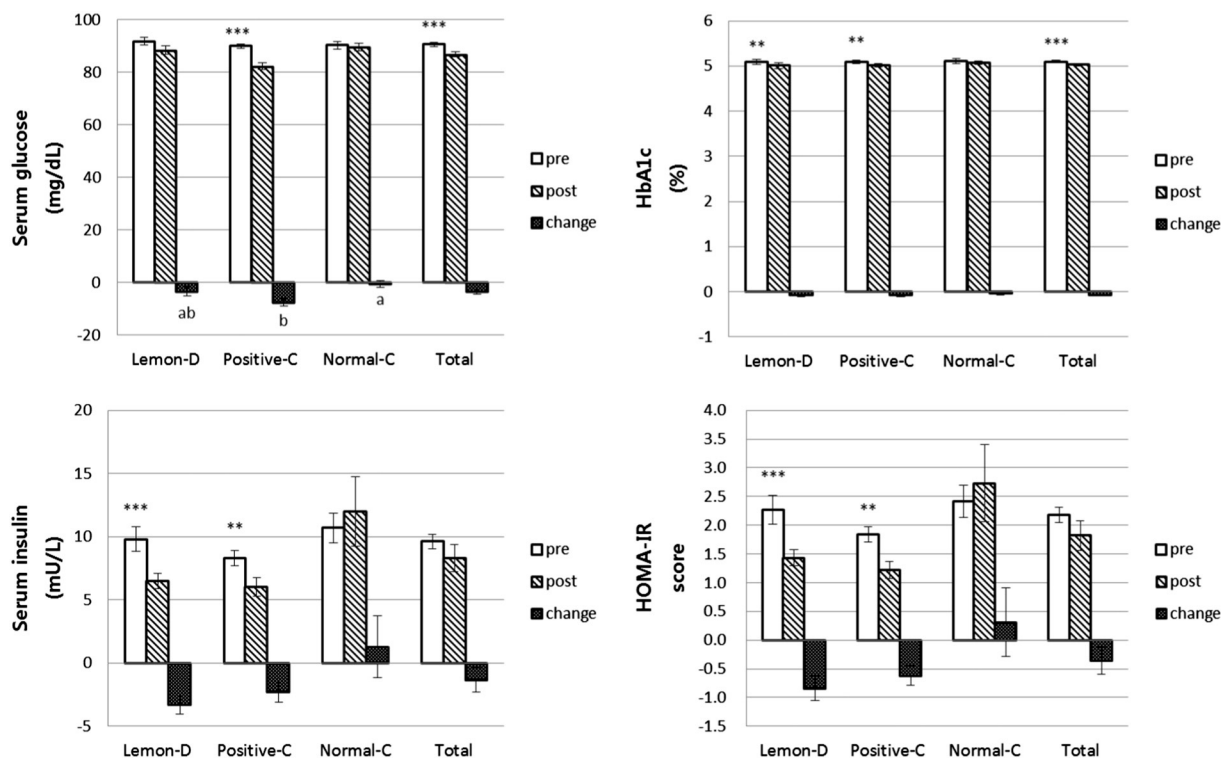 Serum glucose
(mg/dL)
100
80
60
40
20
0
-20
***
***
ab
b
a
Lemon-D Positive-C Normal-C Total
pre
post
change
HbA1c
(%)
6
5
4
3
2
1
0
-1
**
**
***
Lemon-D Positive-C Normal-C Total
pre
post
change
Serum insulin
(mU/L)
20
15
10
5
0
-5
***
**
Lemon-D Positive-C Normal-C Total
pre
post
change
HOMA-IR
score
4.0
3.5
3.0
2.5
2.0
1.5
1.0
0.5
0.0
-0.5
-1.0
-1.5
***
**
Lemon-D Positive-C Normal-C Total
pre
post
change